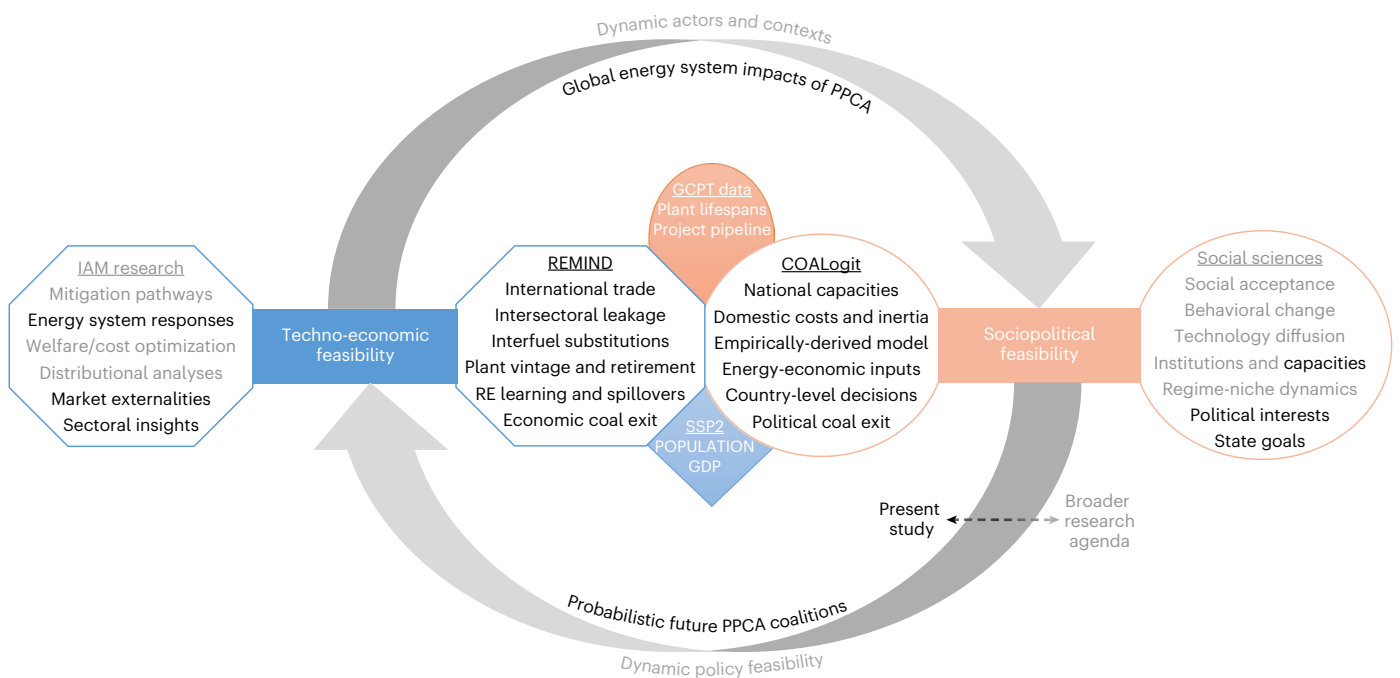 Dynamic actors and contexts
Global energy system impacts of PPCA
GCPT data
Plant lifespans
Project pipeline
IAM research
Mitigation pathways
Energy system responses
Welfare/cost optimization
Distributional analyses
Market externalities
Sectoral insights
Techno-economic
feasibility
REMIND
International trade
Intersectoral leakage
Interfuel substitutions
Plant vintage and retirement
RE learning and spillovers
Economic coal exit
COALogit
National capacities
Domestic costs and inertia
Empirically-derived model
Energy-economic inputs
Country-level decisions
Political coal exit
Sociopolitical
feasibility
Social sciences
Social acceptance
Behavioral change
Technology diffusion
Institutions and capacities
Regime-niche dynamics
Political interests
State goals
SSP2
POPULATION
GDP
Present
study
Broader
research
agenda
Probabilistic future PPCA coalitions
Dynamic policy feasibility